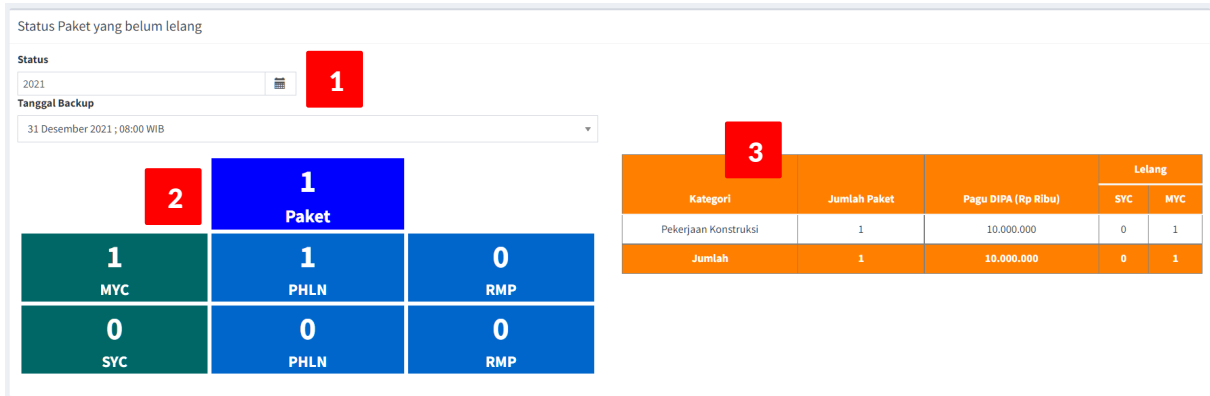 Status Paket yang belum lelang
Status
2021
1
Tanggal Backup
31 Desember 2021 ; 08:00 WIB
2
1
Paket
1 1 0
MYC PHLN RMP
0 0 0
SYC PHLN RMP
3
Lelang
Kategori Jumlah Paket Pagu DIPA (Rp Ribu) SYC MYC
Pekerjaan Konstruksi 1 10.000.000 0 1
Jumlah 1 10.000.000 0 1